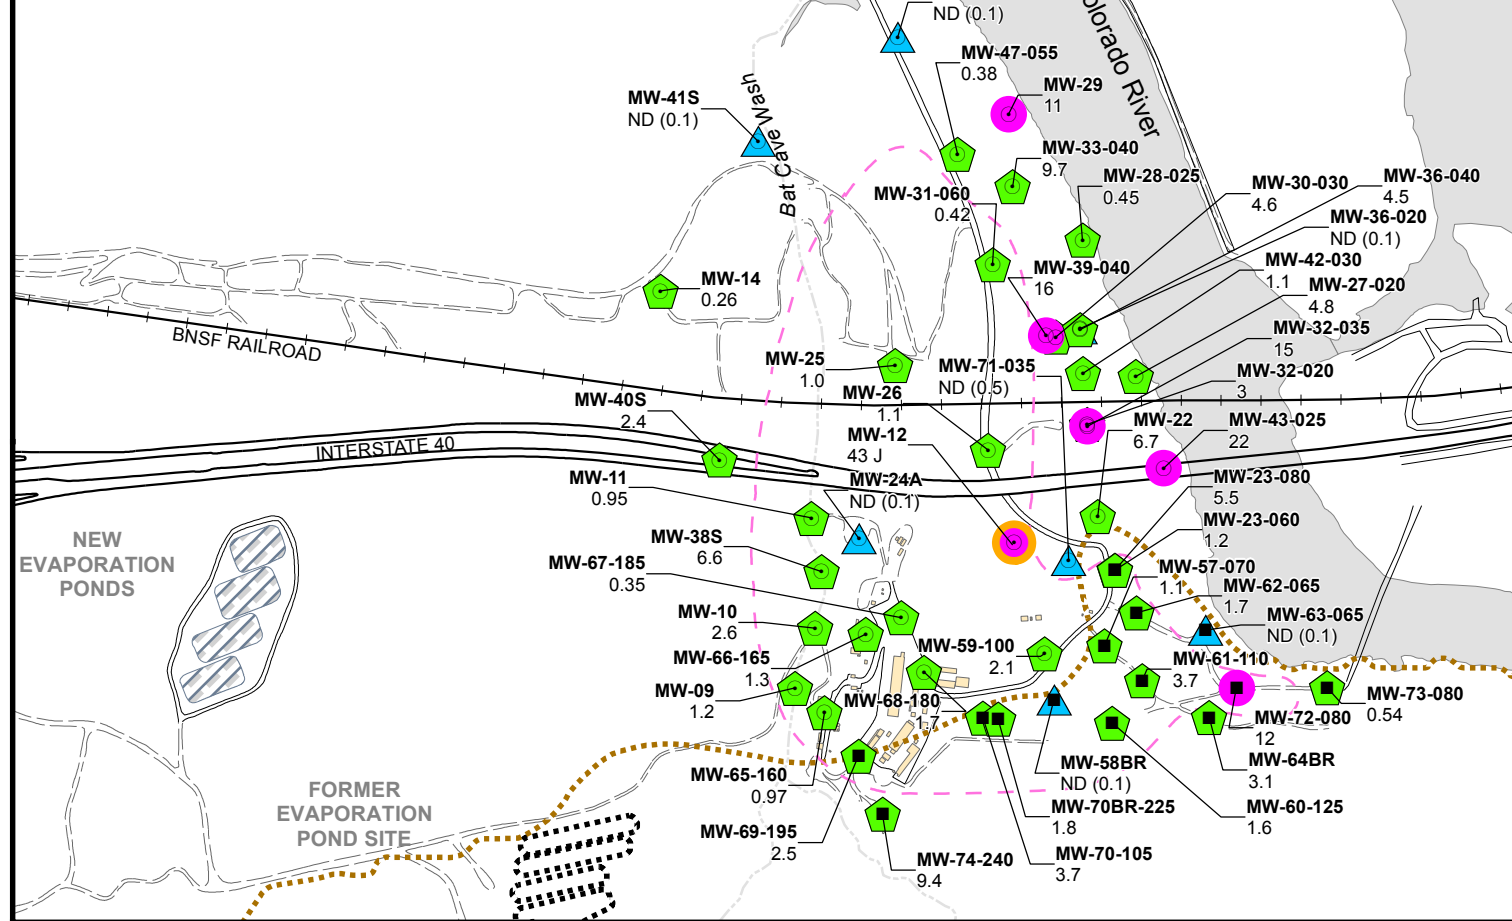 ND (0.1)
olorado River
MW-47-055
0.38
MW-29
11
MW-41S
ND (0.1)
Bat Cave Wash
MW-33-040
9.7
MW-28-025
0.45
MW-31-060
0.42
MW-30-030
4.6
MW-36-040
4.5
MW-36-020
ND (0.1)
MW-42-030
1.1
MW-39-040
16
MW-14
0.26
MW-27-020
4.8
BNSF RAILROAD
MW-32-035
15
MW-25
1.0
MW-71-035
ND (0.5)
MW-32-020
3
MW-26
1.1
MW-40S
2.4
MW-22
6.7
MW-43-025
22
MW-12
43 J
INTERSTATE 40
MW-11
0.95
MW-24A
ND (0.1)
MW-23-080
5.5
MW-23-060
1.2
NEW
EVAPORATION
PONDS
MW-38S
6.6
MW-67-185
0.35
MW-57-070
1.1
MW-62-065
1.7
MW-10
2.6
MW-63-065
ND (0.1)
MW-59-100
2.1
MW-66-165
1.3
MW-61-110
3.7
MW-09
1.2
MW-68-180
1.7
MW-73-080
0.54
MW-72-080
12
MW-58BR
ND (0.1)
MW-64BR
3.1
MW-65-160
0.97
FORMER
EVAPORATION
POND SITE
MW-70BR-225
1.8
MW-60-125
1.6
MW-69-195
2.5
MW-74-240
9.4
MW-70-105
3.7